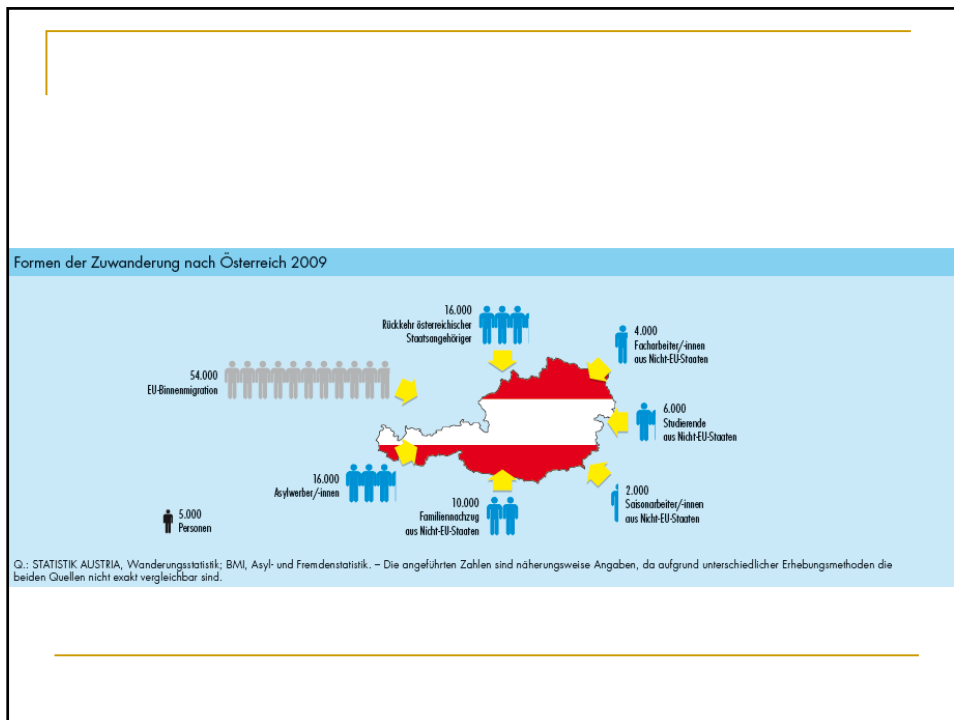 Formen der Zuwanderung nach Österreich 2009
16.000
Rückkehr österreichischer
Staatsangehöriger
4.000
Facharbeiter/-innen
aus Nicht-EU-Staaten
54.000
EU-Binnenmigration
6.000
Studierende
aus Nicht-EU-Staaten
16.000
Asylwerber/-innen
10.000
Familiennachzug
aus Nicht-EU-Staaten
2.000
Saisonarbeiter/-innen
aus Nicht-EU-Staaten
5.000
Personen
Q.: STATISTIK AUSTRIA, Wanderungsstatistik; BMI, Asyl- und Fremdenstatistik. – Die angeführten Zahlen sind näherungsweise Angaben, da aufgrund unterschiedlicher Erhebungsmethoden die
beiden Quellen nicht exakt vergleichbar sind.